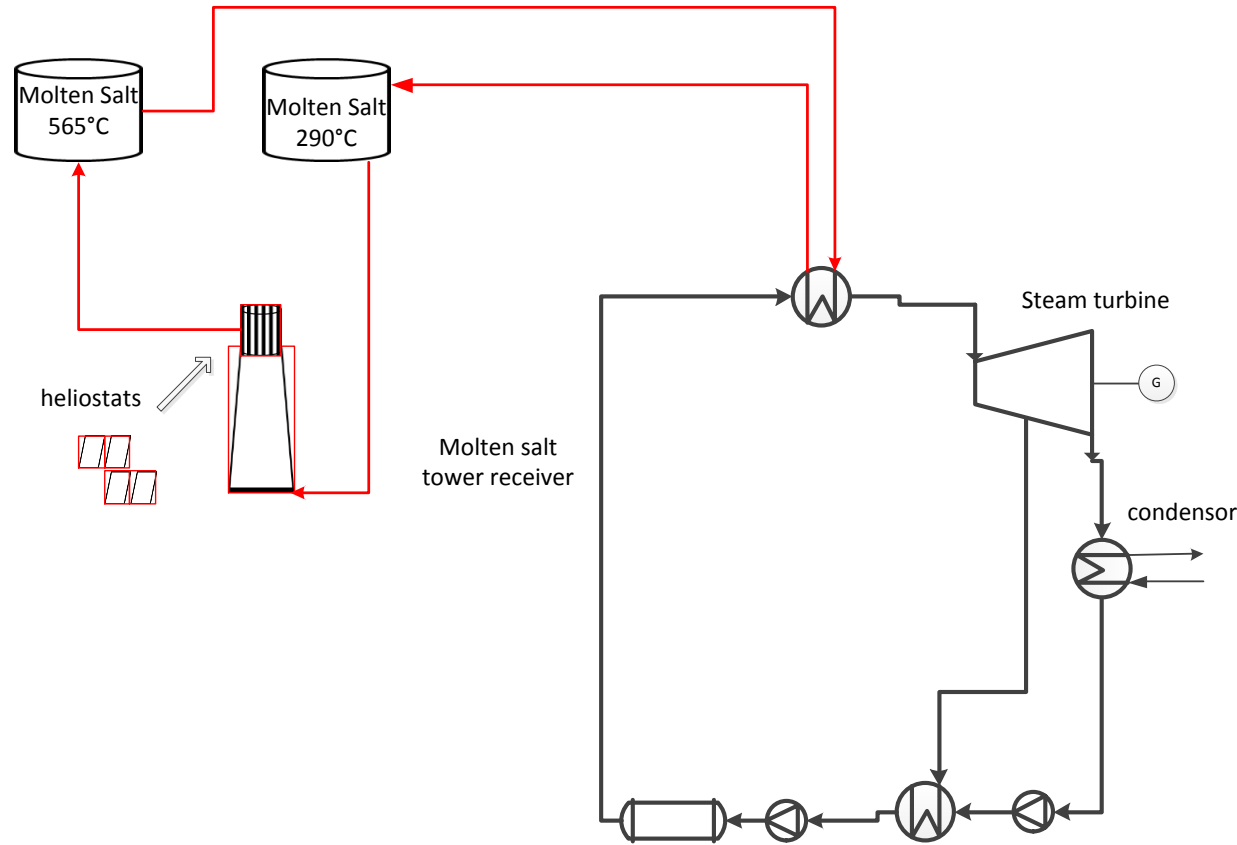 Molten Salt
565°C
Molten Salt
290°C
Steam turbine
G
heliostats
Molten salt
tower receiver
condensor